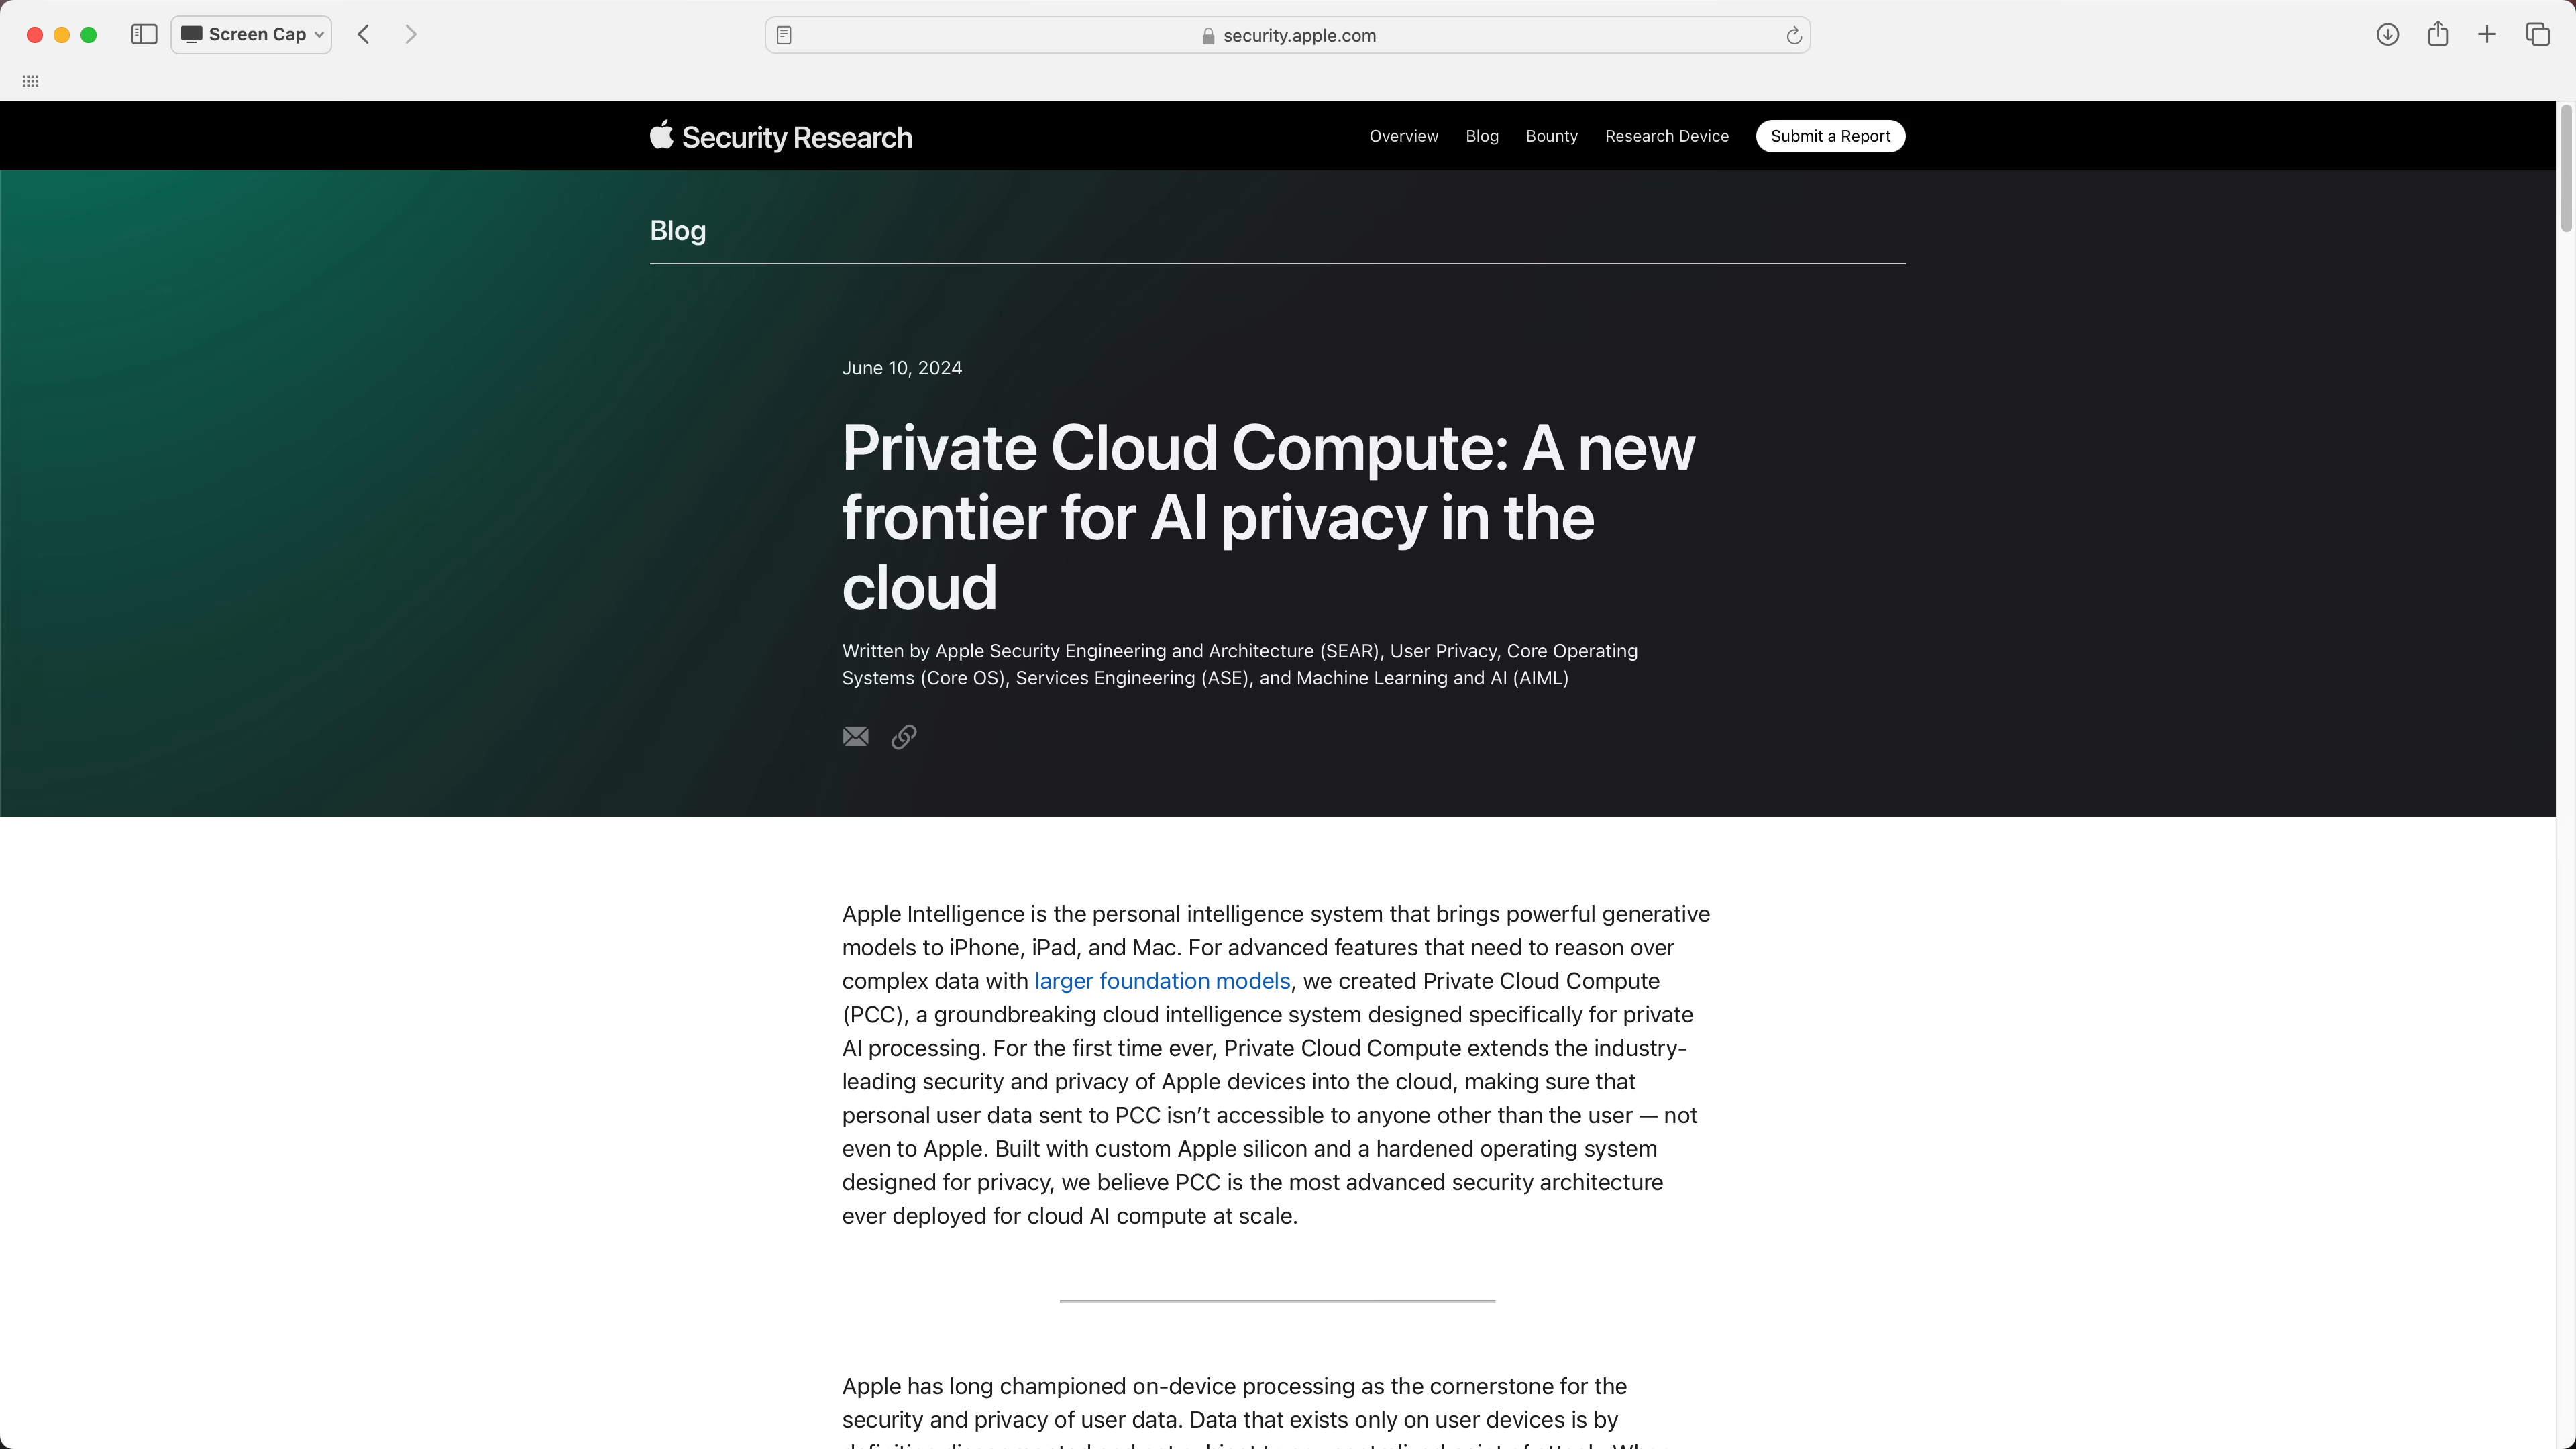 Screen Cap
security.apple.com
Security Research
Overview
Blog
Bounty
Research Device
Submit a Report
Blog
June 10, 2024
Private Cloud Compute: A new
frontier for AI privacy in the
cloud
Written by Apple Security Engineering and Architecture (SEAR), User Privacy, Core Operating
Systems (Core OS), Services Engineering (ASE), and Machine Learning and AI (AIML)
Apple Intelligence is the personal intelligence system that brings powerful generative
models to iPhone, iPad, and Mac. For advanced features that need to reason over
complex data with larger foundation models, we created Private Cloud Compute
(PCC), a groundbreaking cloud intelligence system designed specifically for private
AI processing. For the first time ever, Private Cloud Compute extends the industry-
leading security and privacy of Apple devices into the cloud, making sure that
personal user data sent to PCC isn’t accessible to anyone other than the user — not
even to Apple. Built with custom Apple silicon and a hardened operating system
designed for privacy, we believe PCC is the most advanced security architecture
ever deployed for cloud AI compute at scale.
Apple has long championed on-device processing as the cornerstone for the
security and privacy of user data. Data that exists only on user devices is by